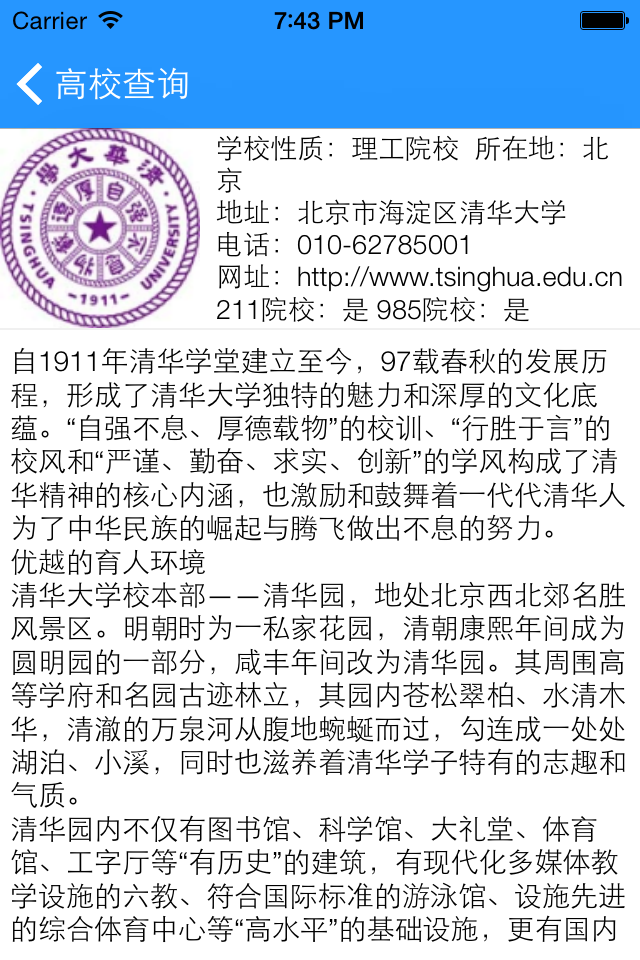 Carrier 7:43 PM
高校查询
清華大學
TSINGHUA UNIVERSITY
~1911~
自强不息
厚德载物
学校性质：理工院校 所在地：北
京
地址：北京市海淀区清华大学
电话：010-62785001
网址：http://www.tsinghua.edu.cn
211院校：是 985院校：是
自1911年清华学堂建立至今，97载春秋的发展历
程，形成了清华大学独特的魅力和深厚的文化底
蕴。“自强不息、厚德载物”的校训、“行胜于言”的
校风和“严谨、勤奋、求实、创新”的学风构成了清
华精神的核心内涵，也激励和鼓舞着一代代清华人
为了中华民族的崛起与腾飞做出不息的努力。
优越的育人环境
清华大学校本部——清华园，地处北京西北郊名胜
风景区。明朝时为一私家花园，清朝康熙年间成为
圆明园的一部分，咸丰年间改为清华园。其周围高
等学府和名园古迹林立，其园内苍松翠柏、水清木
华，清澈的万泉河从腹地蜿蜒而过，勾连成一处处
湖泊、小溪，同时也滋养着清华学子特有的志趣和
气质。
清华园内不仅有图书馆、科学馆、大礼堂、体育
馆、工字厅等“有历史”的建筑，有现代化多媒体教
学设施的六教、符合国际标准的游泳馆、设施先进
的综合体育中心等“高水平”的基础设施，更有国内